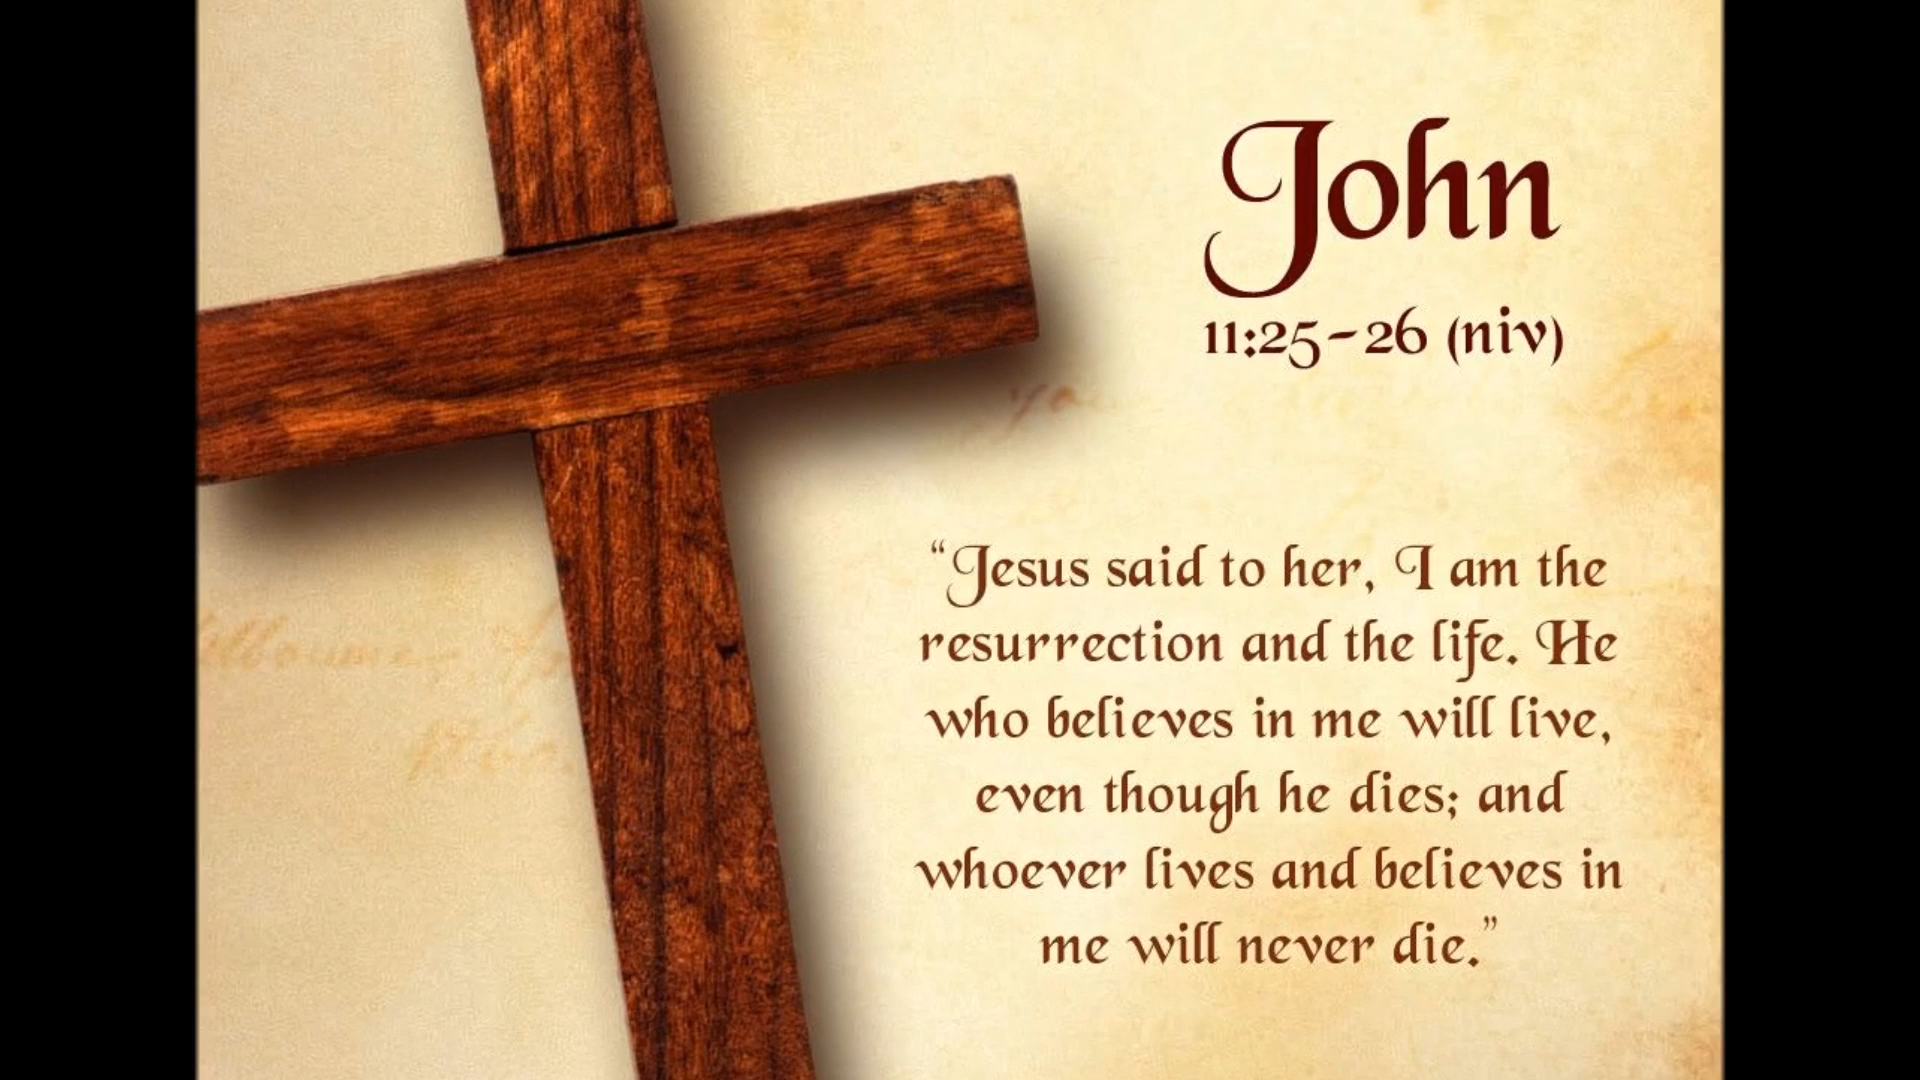 John
11:25-26 (niv)
"Jesus said to her, I am the
resurrection and the life. He
who believes in me will live,
even though he dies; and
whoever lives and believes in
me will never die."